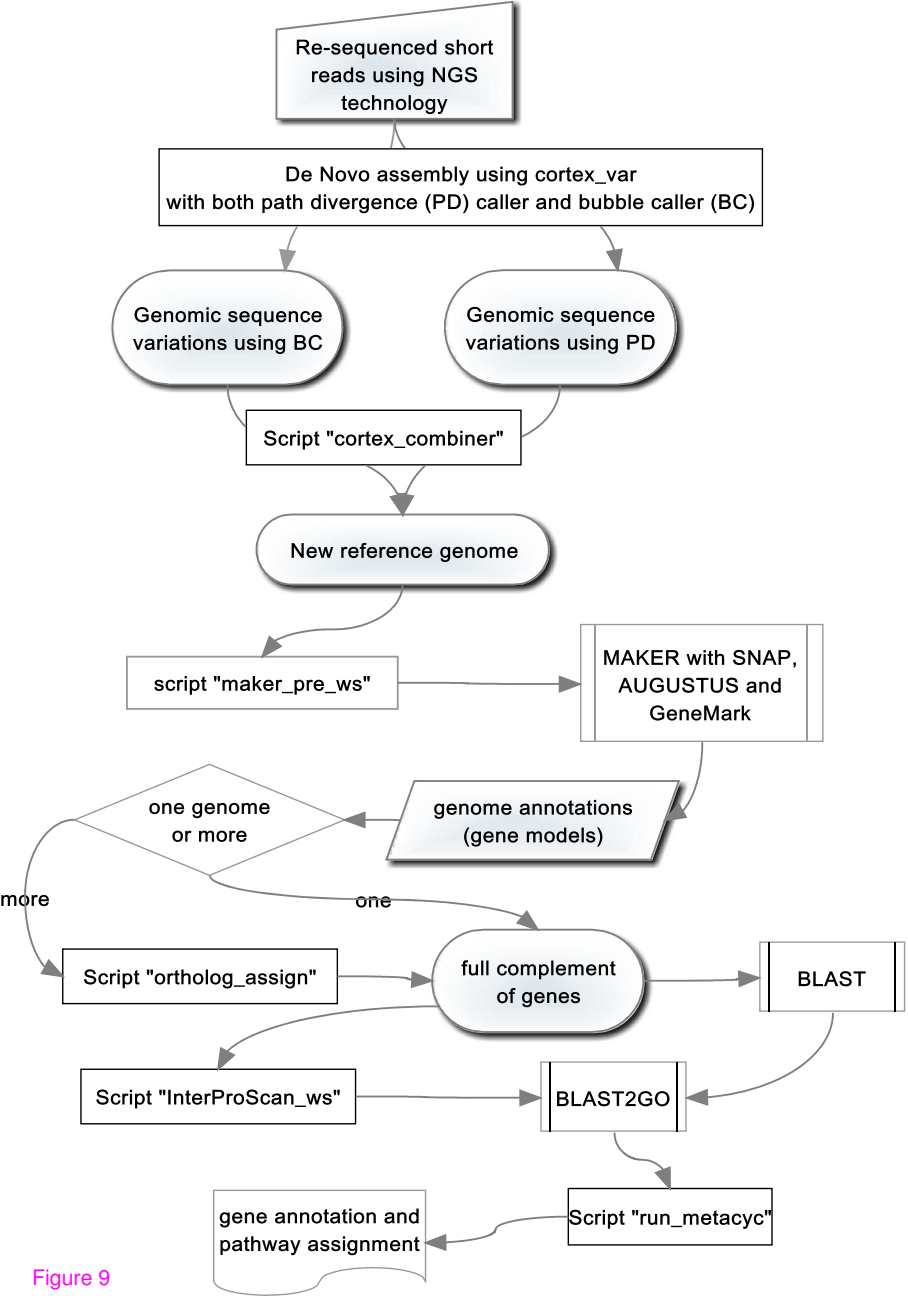 Re-sequenced short
reads using NGS
technology
De Novo assembly using cortex_var
with both path divergence (PD) caller and bubble caller (BC)
Genomic sequence
variations using BC
Genomic sequence
variations using PD
Script "cortex_combiner"
New reference genome
script "maker_pre_ws"
MAKER with SNAP,
AUGUSTUS and
GeneMark
genome annotations
(gene models)
one genome
or more
more
one
Script "ortholog_assign"
full complement
of genes
BLAST
Script "InterProScan_ws"
BLAST2GO
Script "run_metacyc"
gene annotation and
pathway assignment
Figure 9